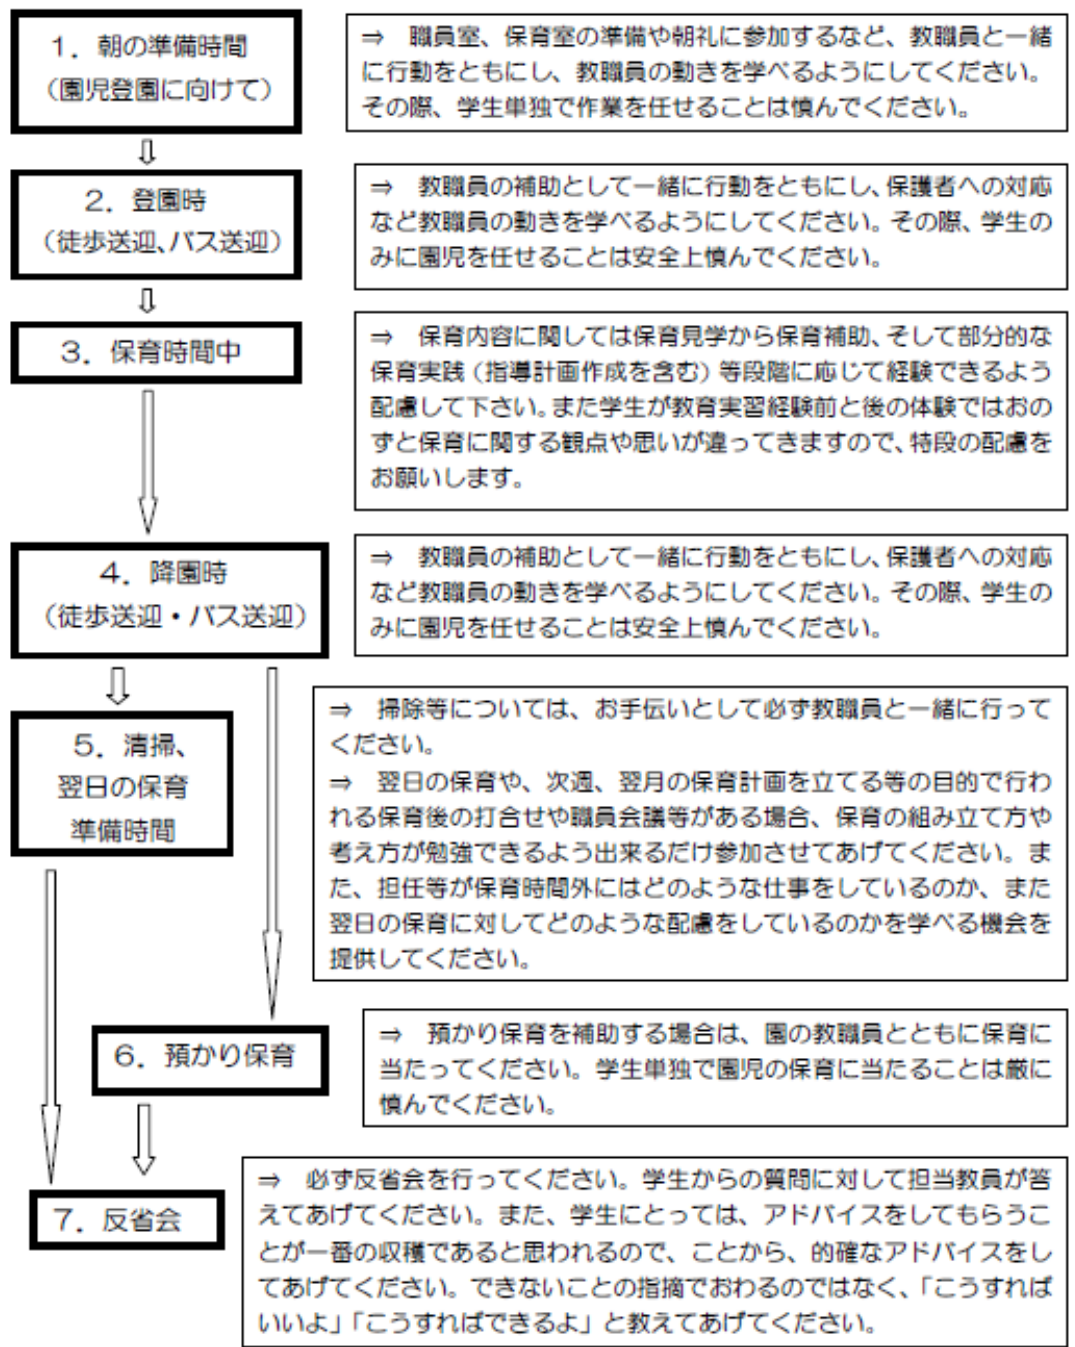 1．朝の準備時間
（園児登園に向けて）
⇒　職員室、保育室の準備や朝礼に参加するなど、教職員と一緒
に行動をともにし、教職員の動きを学べるようにしてください。
その際、学生単独で作業を任せることは慎んでください。
⇩
2．登園時
（徒歩送迎、バス送迎）
⇒　教職員の補助として一緒に行動をともにし、保護者への対応
など教職員の動きを学べるようにしてください。その際、学生の
みに園児を任せることは安全上慎んでください。
⇩
3．保育時間中
⇒　保育内容に関しては保育見学から保育補助、そして部分的な
保育実践（指導計画作成を含む）等段階に応じて経験できるよう
配慮して下さい。また学生が教育実習経験前と後の体験ではおの
ずと保育に関する観点や思いが違ってきますので、特段の配慮を
お願いします。
4．降園時
（徒歩送迎・バス送迎）
⇒　教職員の補助として一緒に行動をともにし、保護者への対応
など教職員の動きを学べるようにしてください。その際、学生の
みに園児を任せることは安全上慎んでください。
5．清掃、
翌日の保育
準備時間
⇒　掃除等については、お手伝いとして必ず教職員と一緒に行って
ください。
⇒　翌日の保育や、次週、翌月の保育計画を立てる等の目的で行わ
れる保育後の打合せや職員会議等がある場合、保育の組み立て方や
考え方が勉強できるよう出来るだけ参加させてあげてください。ま
た、担任等が保育時間外にはどのような仕事をしているのか、また
翌日の保育に対してどのような配慮をしているのかを学べる機会を
提供してください。
6．預かり保育
⇒　預かり保育を補助する場合は、園の教職員とともに保育に
当たってください。学生単独で園児の保育に当たることは厳に
慎んでください。
7．反省会
⇒　必ず反省会を行ってください。学生からの質問に対して担当教員が答
えてあげてください。また、学生にとっては、アドバイスをしてもらうこ
とが一番の収穫であると思われるので、ことから、的確なアドバイスをし
てあげてください。できないことの指摘でおわるのではなく、「こうすれば
いいよ」「こうすればできるよ」と教えてあげてください。